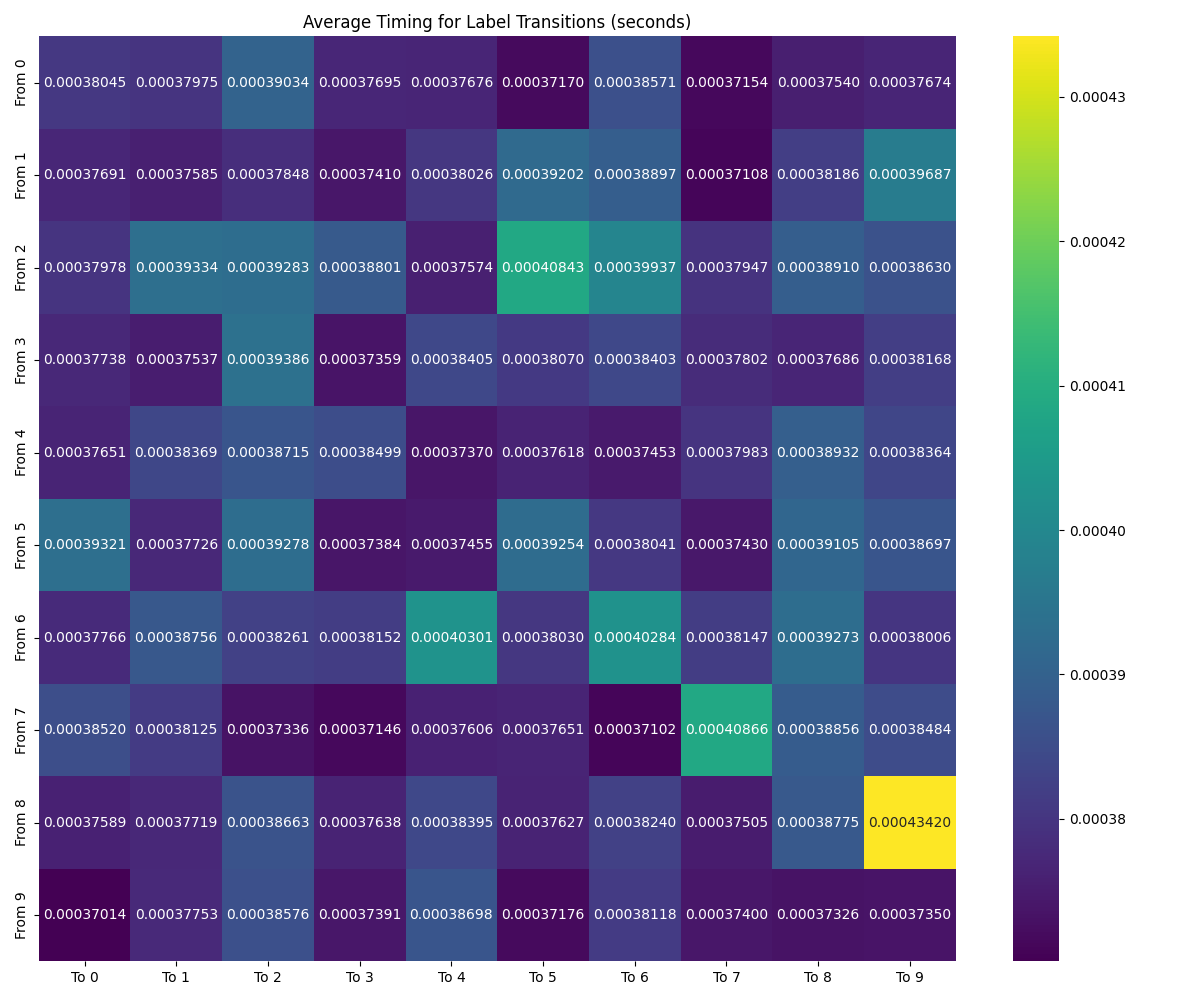 Average Timing for Label Transitions (seconds)
From 0 0.00038045 0.00037975 0.00039034 0.00037695 0.00037676 0.00037170 0.00038571 0.00037154 0.00037540 0.00037674
From 1 0.00037691 0.00037585 0.00037848 0.00037410 0.00038026 0.00039202 0.00038897 0.00037108 0.00038186 0.00039687
From 2 0.00037978 0.00039334 0.00039283 0.00038801 0.00037574 0.00040843 0.00039937 0.00037947 0.00038910 0.00038630
From 3 0.00037738 0.00037537 0.00039386 0.00037359 0.00038405 0.00038070 0.00038403 0.00037802 0.00037686 0.00038168
From 4 0.00037651 0.00038369 0.00038715 0.00038499 0.00037370 0.00037618 0.00037453 0.00037983 0.00038932 0.00038364
From 5 0.00039321 0.00037726 0.00039278 0.00037384 0.00037455 0.00039254 0.00038041 0.00037430 0.00039105 0.00038697
From 6 0.00037766 0.00038756 0.00038261 0.00038152 0.00040301 0.00038030 0.00040284 0.00038147 0.00039273 0.00038006
From 7 0.00038520 0.00038125 0.00037336 0.00037146 0.00037606 0.00037651 0.00037102 0.00040866 0.00038856 0.00038484
From 8 0.00037589 0.00037719 0.00038663 0.00037638 0.00038395 0.00037627 0.00038240 0.00037505 0.00038775 0.00043420
From 9 0.00037014 0.00037753 0.00038576 0.00037391 0.00038698 0.00037176 0.00038118 0.00037400 0.00037326 0.00037350
To 0 To 1 To 2 To 3 To 4 To 5 To 6 To 7 To 8 To 9
0.00043
0.00042
0.00041
0.00040
0.00039
0.00038